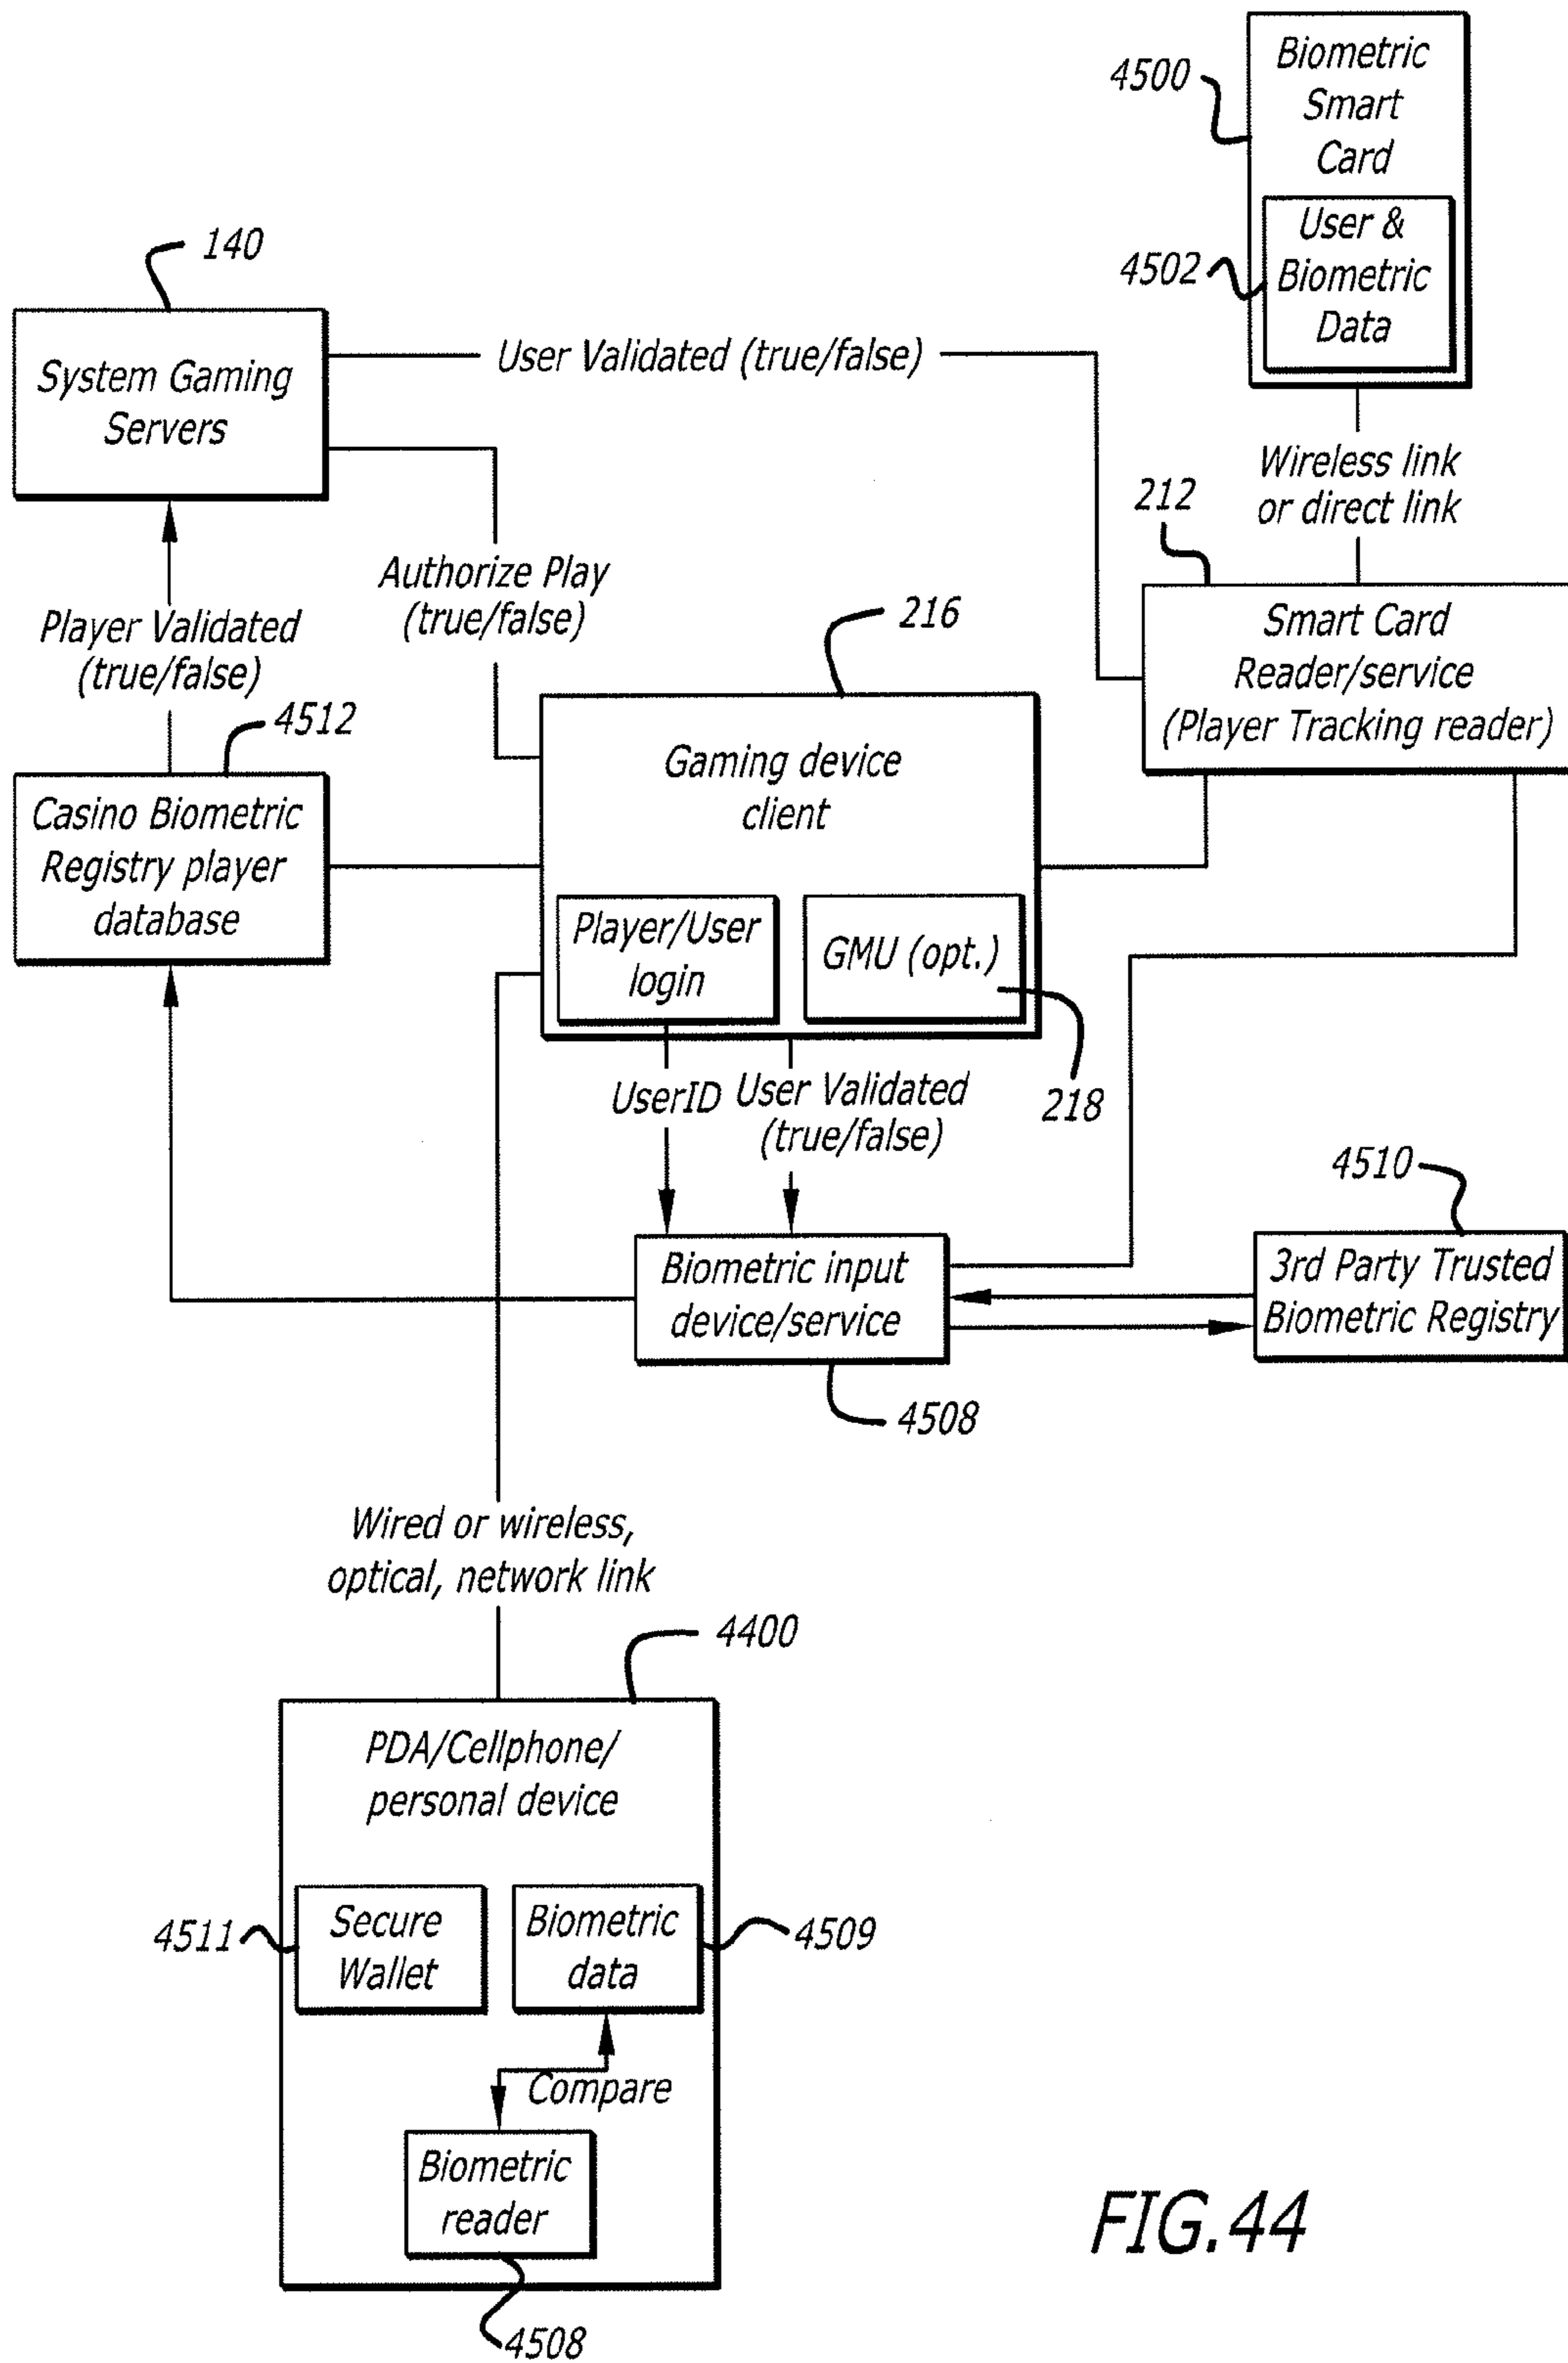 4500
Biometric
Smart
Card
4502
User &
Biometric
Data
140
System Gaming
Servers
User Validated (true/false)
Wireless link
or direct link
212
Authorize Play
(true/false)
Player Validated
(true/false)
216
Smart Card
Reader/service
(Player Tracking reader)
4512
Casino Biometric
Registry player
database
Gaming device
client
Player/User
login
GMU (opt.)
218
UserID
User Validated
(true/false)
4510
Biometric input
device/service
3rd Party Trusted
Biometric Registry
4508
Wired or wireless,
optical, network link
4400
PDA/Cellphone/
personal device
4511
Secure
Wallet
Biometric
data
4509
Compare
Biometric
reader
4508
FIG.44